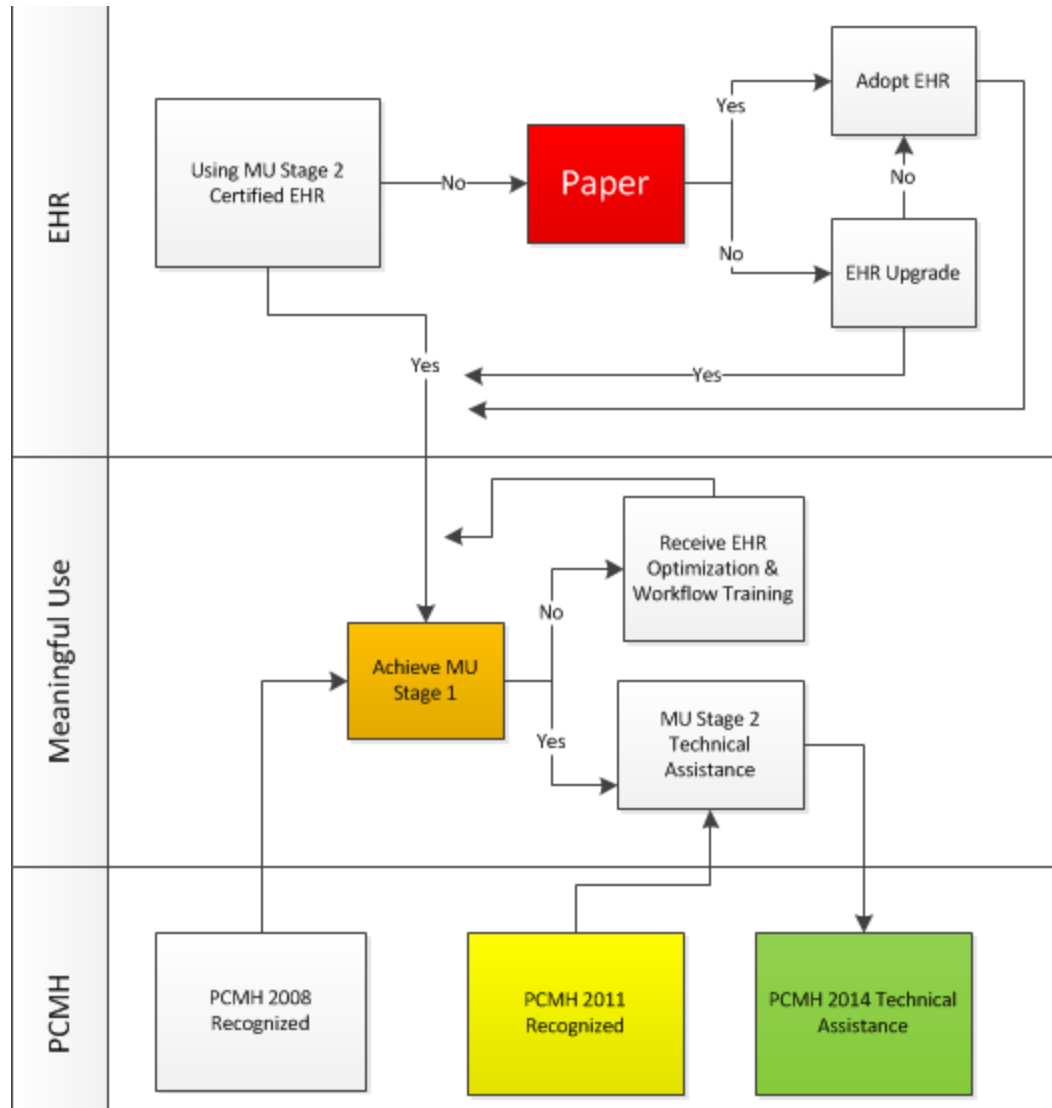 EHR
Using MU Stage 2
Certified EHR
No
Paper
Yes
Adopt EHR
No
No
EHR Upgrade
Yes
Yes
Meaningful Use
Receive EHR
Optimization &
Workflow Training
No
Achieve MU
Stage 1
Yes
MU Stage 2
Technical
Assistance
PCMH
PCMH 2008
Recognized
PCMH 2011
Recognized
PCMH 2014 Technical
Assistance